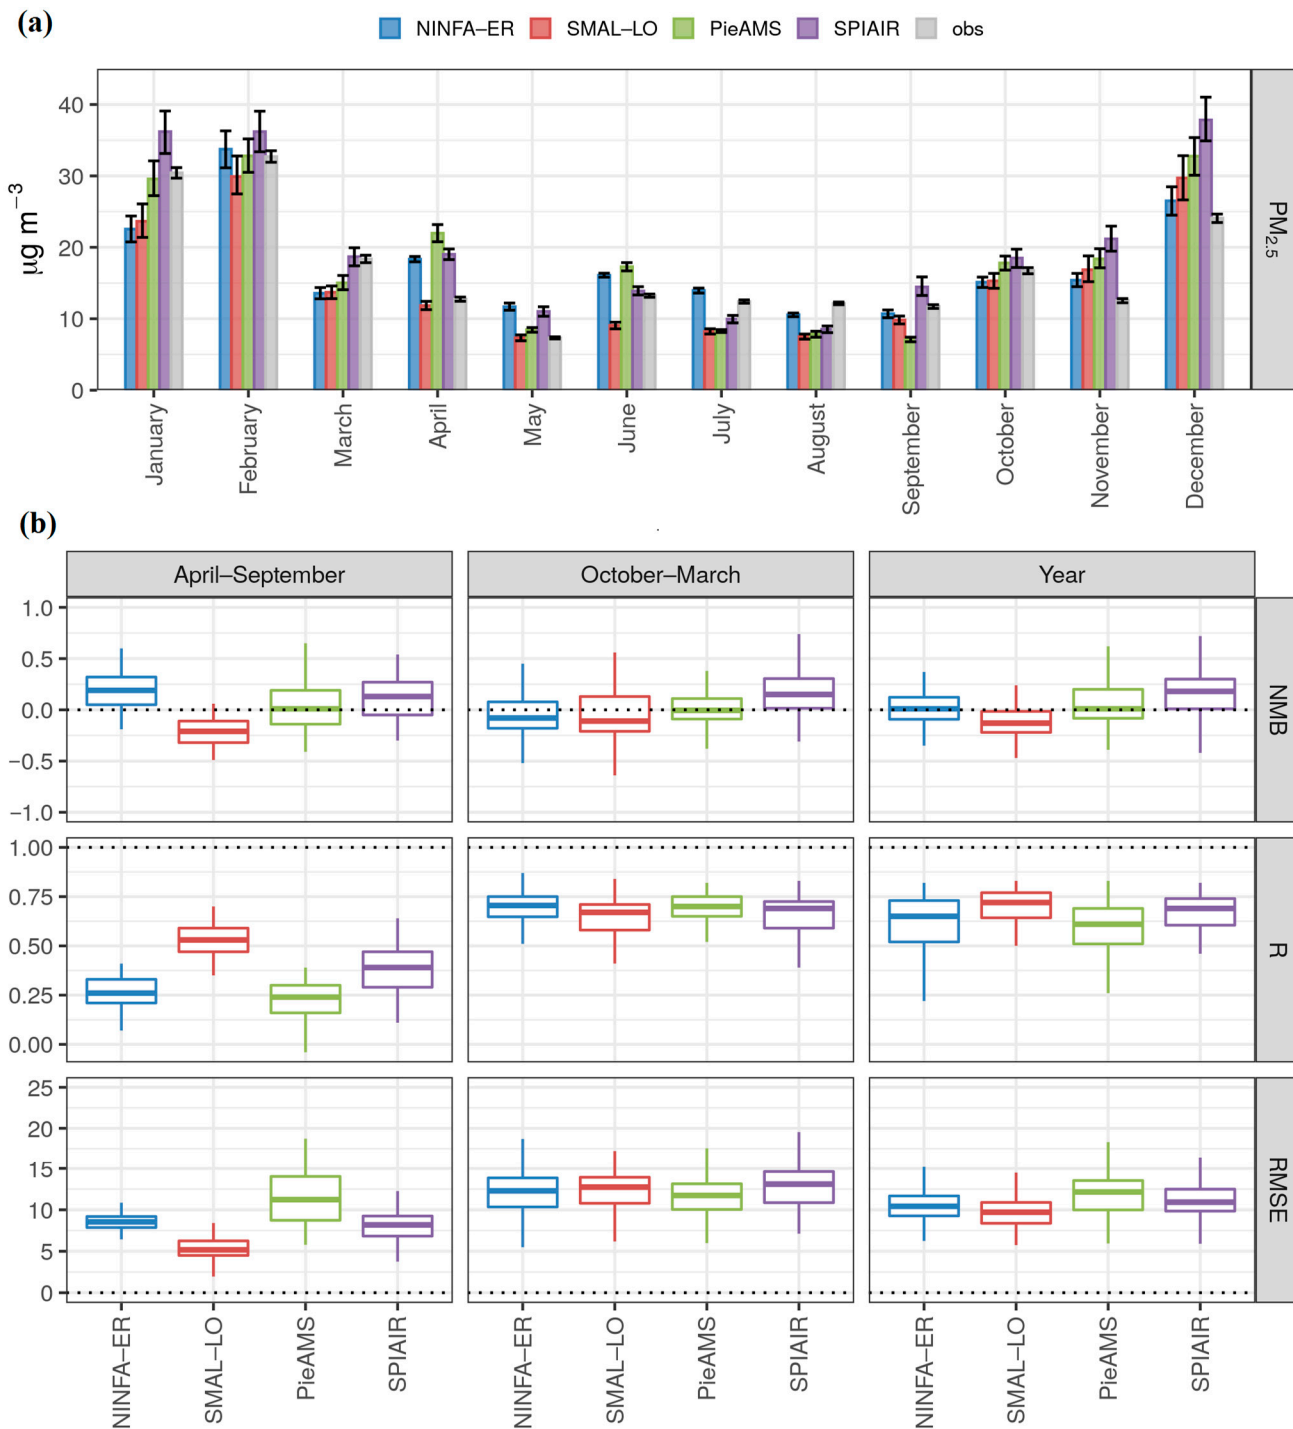 (a)
NINFA–ER SMAL–LO PieAMS SPIAIR obs
40
30
20
10
0
µg m−3
PM2.5
January February March April May June July August September October November December
(b)
April–September October–March Year
1.0
0.5
0.0
−0.5
−1.0
NMB
1.00
0.75
0.50
0.25
0.00
R
25
20
15
10
5
0
RMSE
NINFA–ER SMAL–LO PieAMS SPIAIR NINFA–ER SMAL–LO PieAMS SPIAIR NINFA–ER SMAL–LO PieAMS SPIAIR